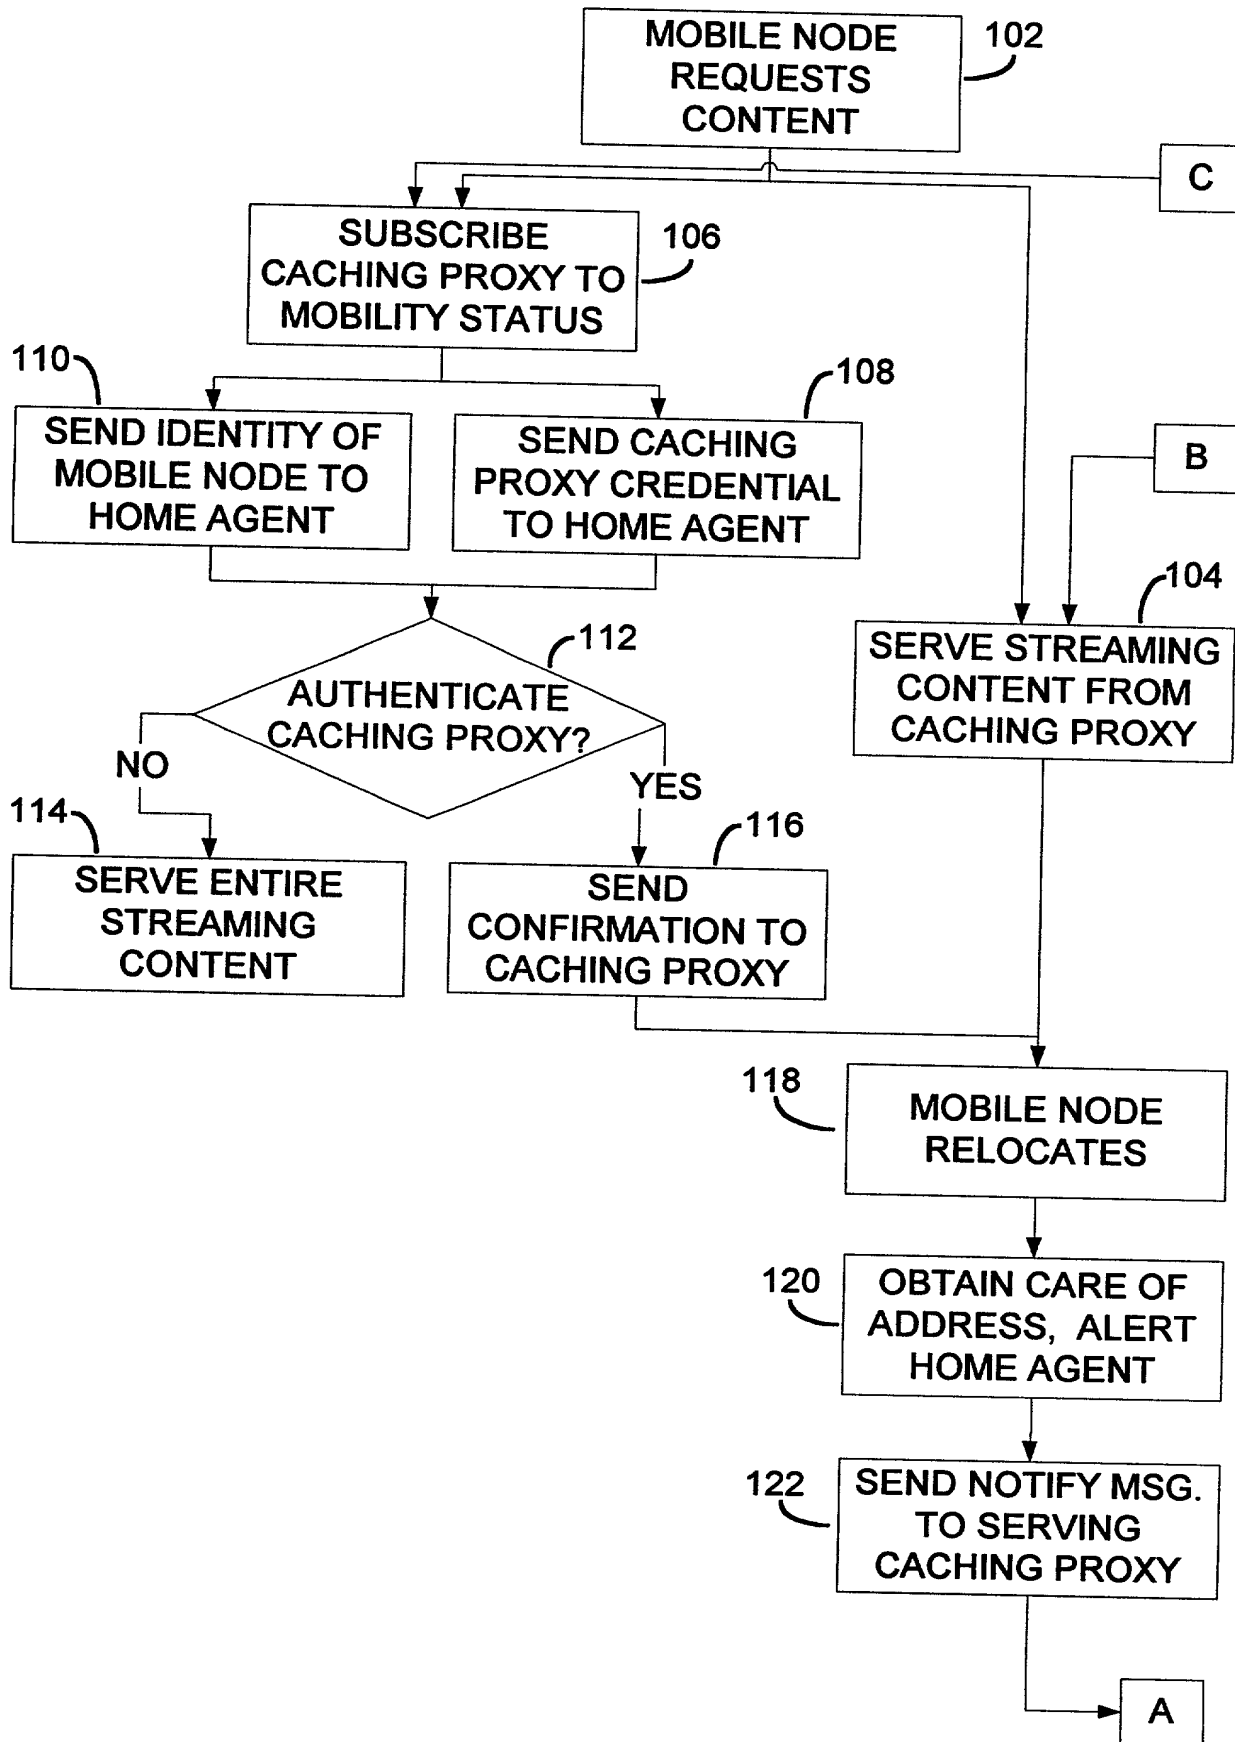 MOBILE NODE
REQUESTS
CONTENT
102
C
SUBSCRIBE
CACHING PROXY TO
MOBILITY STATUS
106
110
108
SEND IDENTITY OF
MOBILE NODE TO
HOME AGENT
SEND CACHING
PROXY CREDENTIAL
TO HOME AGENT
B
104
112
AUTHENTICATE
CACHING PROXY?
SERVE STREAMING
CONTENT FROM
CACHING PROXY
NO
YES
114
116
SERVE ENTIRE
STREAMING
CONTENT
SEND
CONFIRMATION TO
CACHING PROXY
118
MOBILE NODE
RELOCATES
120
OBTAIN CARE OF
ADDRESS, ALERT
HOME AGENT
122
SEND NOTIFY MSG.
TO SERVING
CACHING PROXY
A